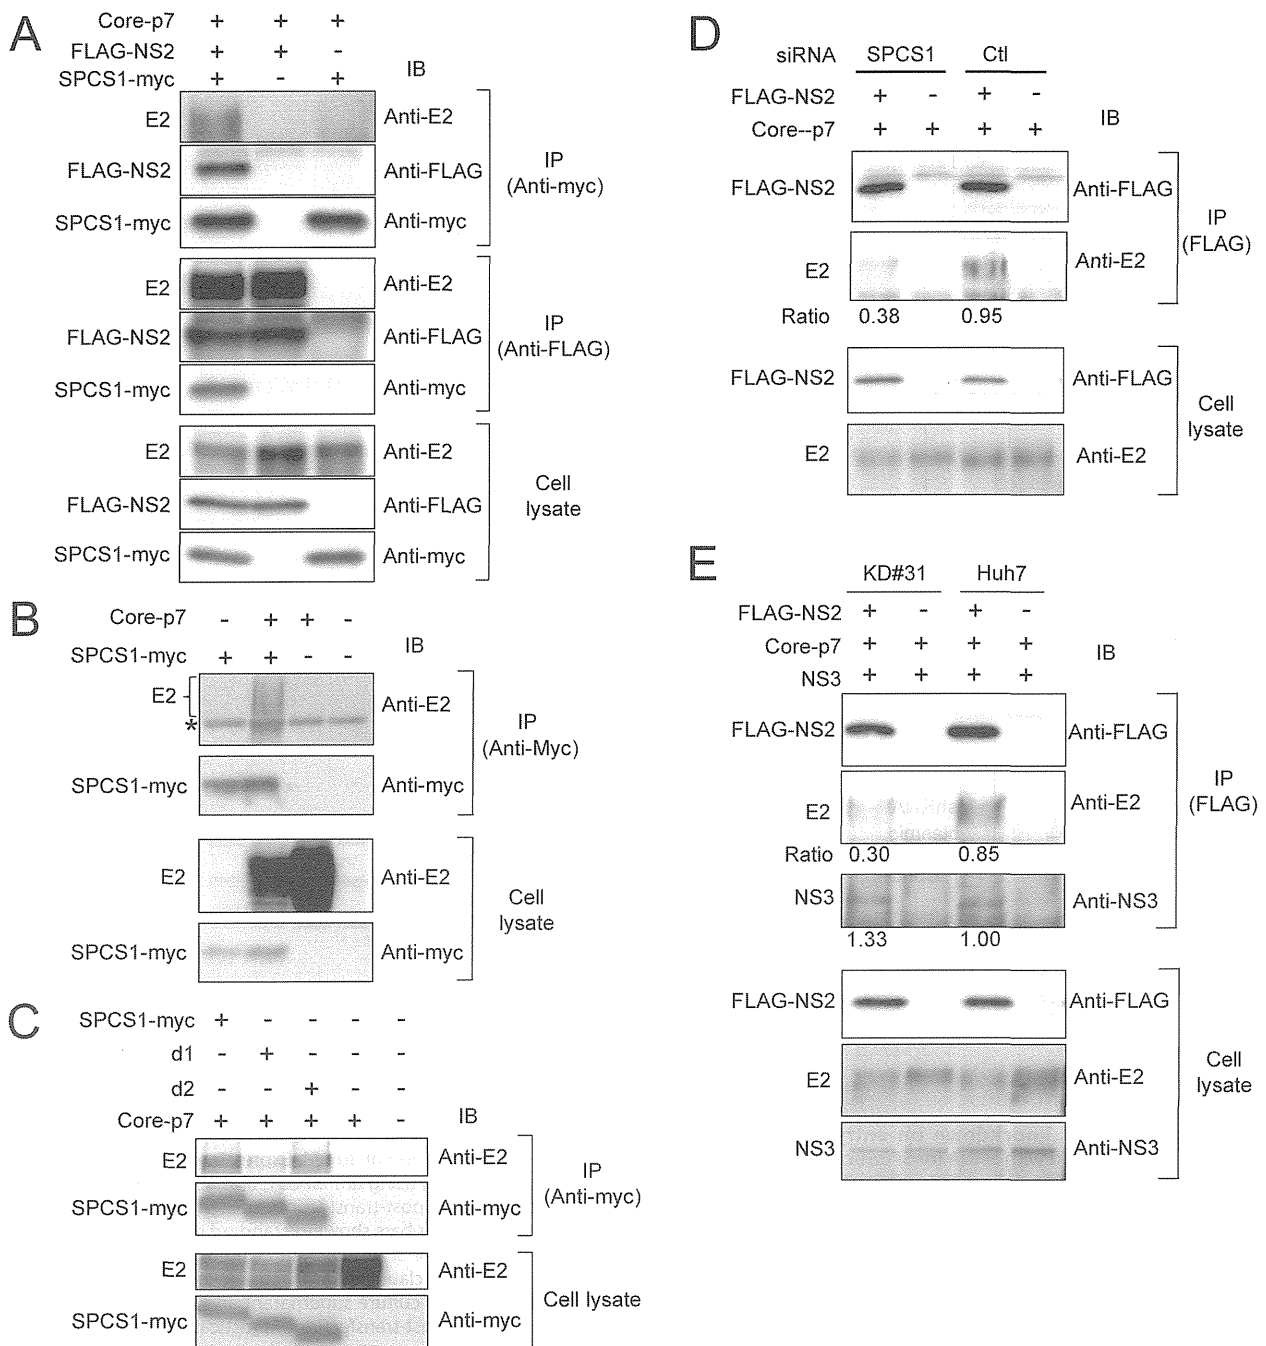 A
Core-p7 + + +
FLAG-NS2 + + -
SPCS1-myc + - +
IB
E2 Anti-E2
FLAG-NS2 Anti-FLAG
SPCS1-myc Anti-myc
IP
(Anti-myc)
E2 Anti-E2
FLAG-NS2 Anti-FLAG
SPCS1-myc Anti-myc
IP
(Anti-FLAG)
E2 Anti-E2
FLAG-NS2 Anti-FLAG
SPCS1-myc Anti-myc
Cell
lysate
B
Core-p7 - + + -
SPCS1-myc + + - -
IB
E2 Anti-E2
*
SPCS1-myc Anti-myc
IP
(Anti-Myc)
E2 Anti-E2
SPCS1-myc Anti-myc
Cell
lysate
C
SPCS1-myc + - - - -
d1 - + - - -
d2 - - + - -
Core-p7 + + + + -
IB
E2 Anti-E2
SPCS1-myc Anti-myc
IP
(Anti-myc)
E2 Anti-E2
SPCS1-myc Anti-myc
Cell lysate
D
siRNA SPCS1 Ctl
FLAG-NS2 + - + -
Core--p7 + + + +
IB
FLAG-NS2 Anti-FLAG
E2 Anti-E2
Ratio 0.38 0.95
IP
(FLAG)
FLAG-NS2 Anti-FLAG
E2 Anti-E2
Cell
lysate
E
KD#31 Huh7
FLAG-NS2 + - + -
Core-p7 + + + +
NS3 + + + +
IB
FLAG-NS2 Anti-FLAG
E2 Anti-E2
Ratio 0.30 0.85
NS3 Anti-NS3
1.33 1.00
IP
(FLAG)
FLAG-NS2 Anti-FLAG
E2 Anti-E2
NS3 Anti-NS3
Cell
lysate